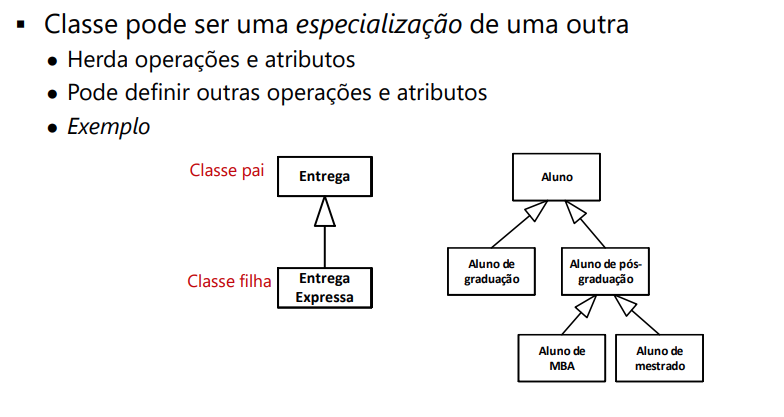 ▪ Classe pode ser uma especialização de uma outra
● Herda operações e atributos
● Pode definir outras operações e atributos
● Exemplo
Classe pai
Entrega
Classe filha
Entrega
Expressa
Aluno
Aluno de
graduação
Aluno de pós-
graduação
Aluno de
MBA
Aluno de
mestrado